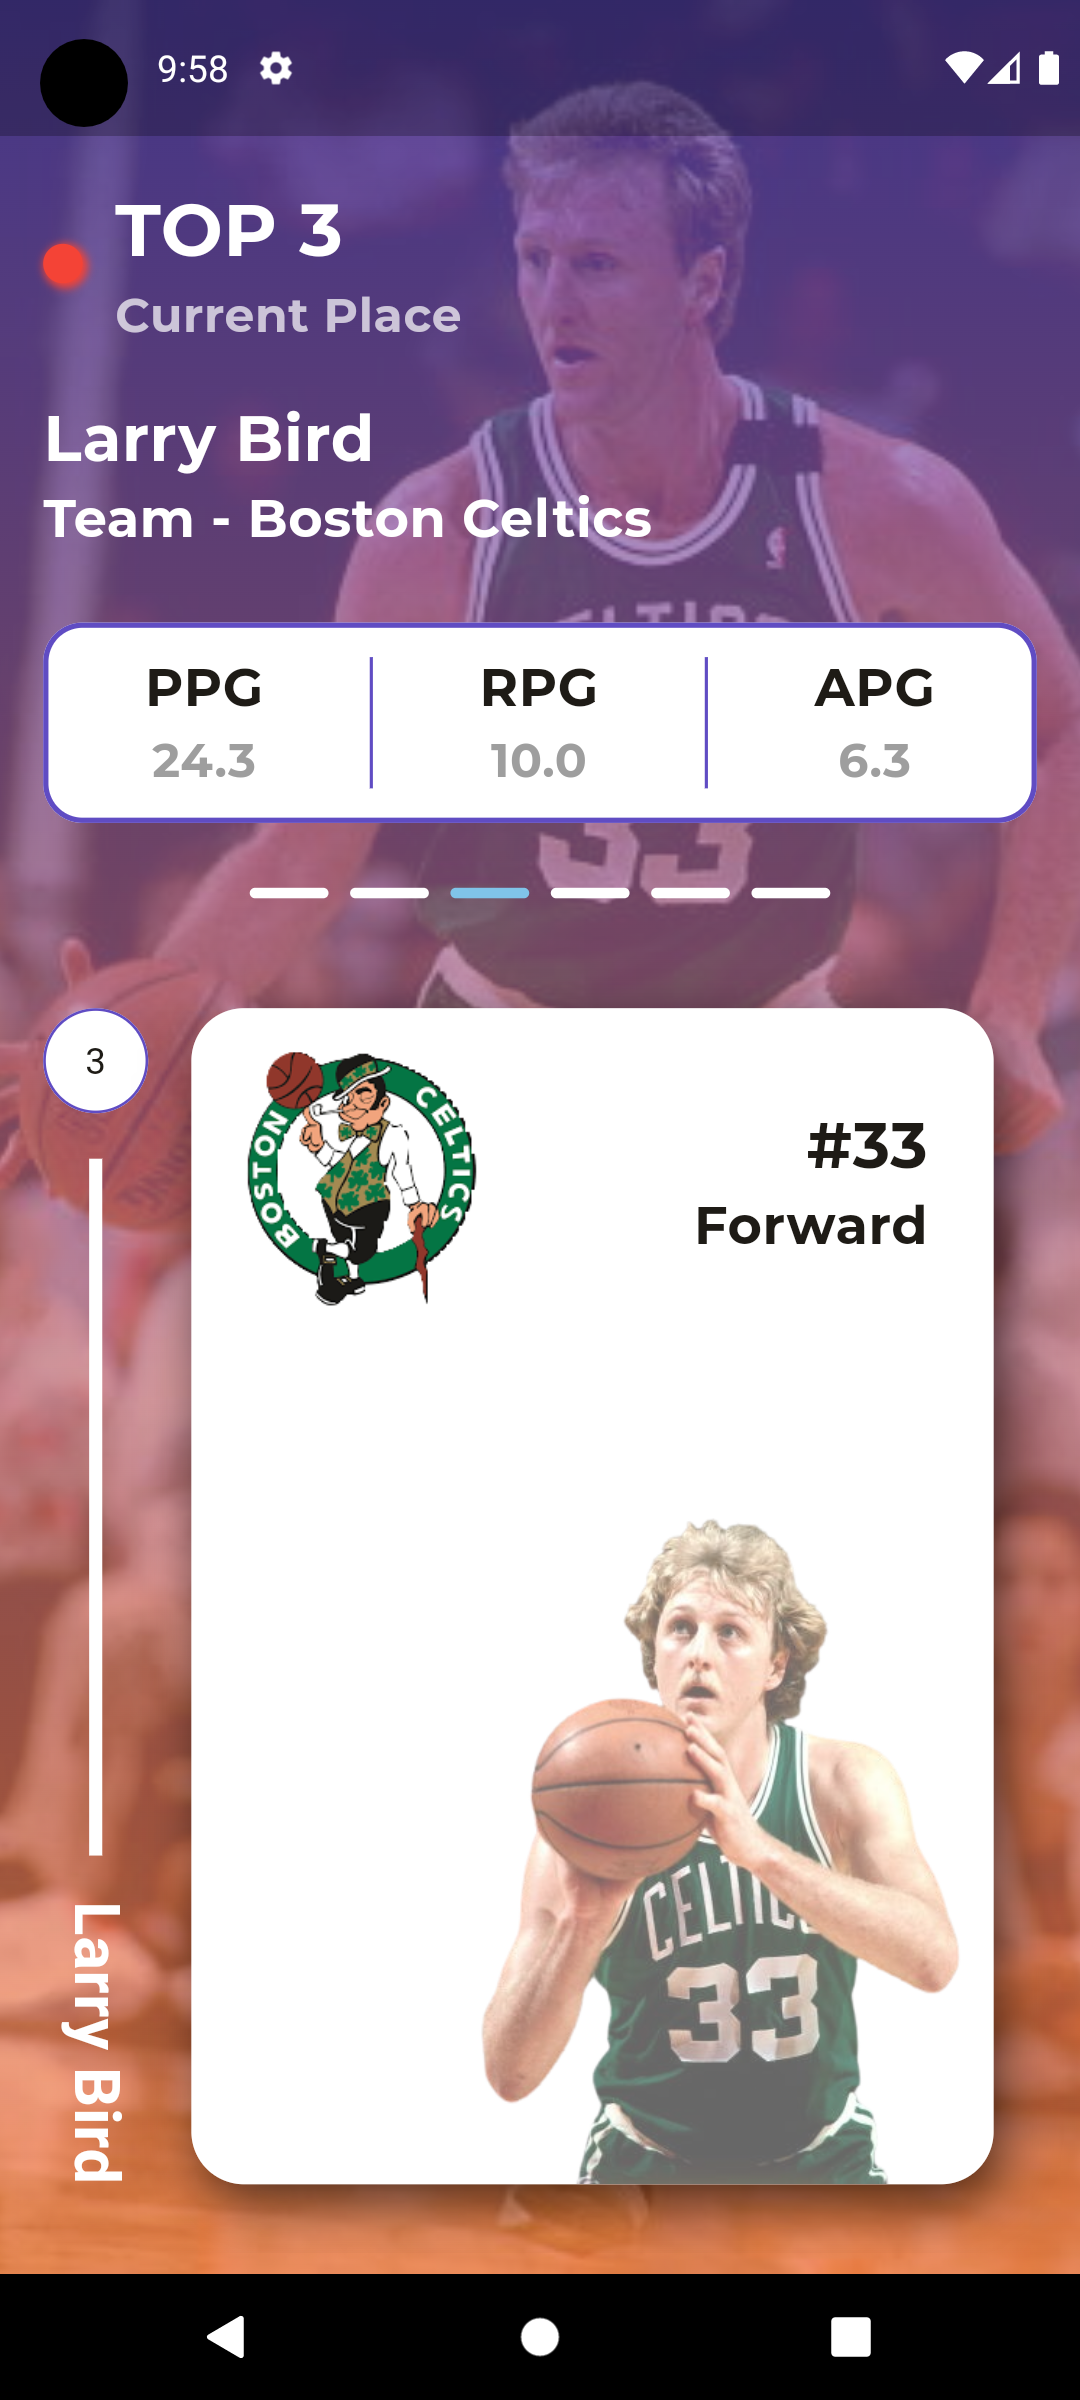 9:58
TOP 3
Current Place
Larry Bird
Team - Boston Celtics
PPG
RPG
APG
24.3
10.0
6.3
33
3
BOSTON CELTICS
#33
Forward
Larry Bird
33